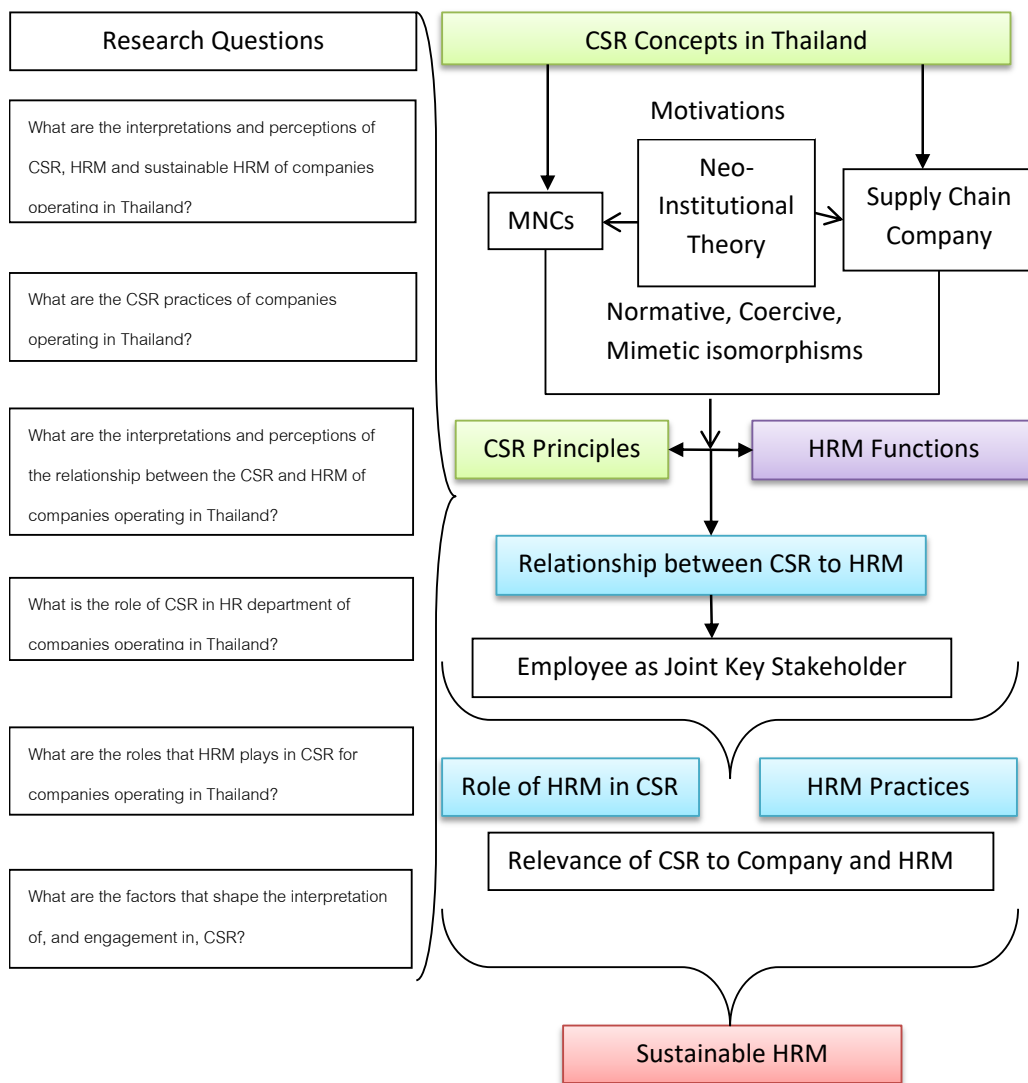 Research Questions
What are the interpretations and perceptions of
CSR, HRM and sustainable HRM of companies
operating in Thailand?
What are the CSR practices of companies
operating in Thailand?
What are the interpretations and perceptions of
the relationship between the CSR and HRM of
companies operating in Thailand?
What is the role of CSR in HR department of
companies operating in Thailand?
What are the roles that HRM plays in CSR for
companies operating in Thailand?
What are the factors that shape the interpretation
of, and engagement in, CSR?
CSR Concepts in Thailand
Motivations
MNCs
Neo-
Institutional
Theory
Supply Chain
Company
Normative, Coercive,
Mimetic isomorphisms
CSR Principles
HRM Functions
Relationship between CSR to HRM
Employee as Joint Key Stakeholder
Role of HRM in CSR
HRM Practices
Relevance of CSR to Company and HRM
Sustainable HRM